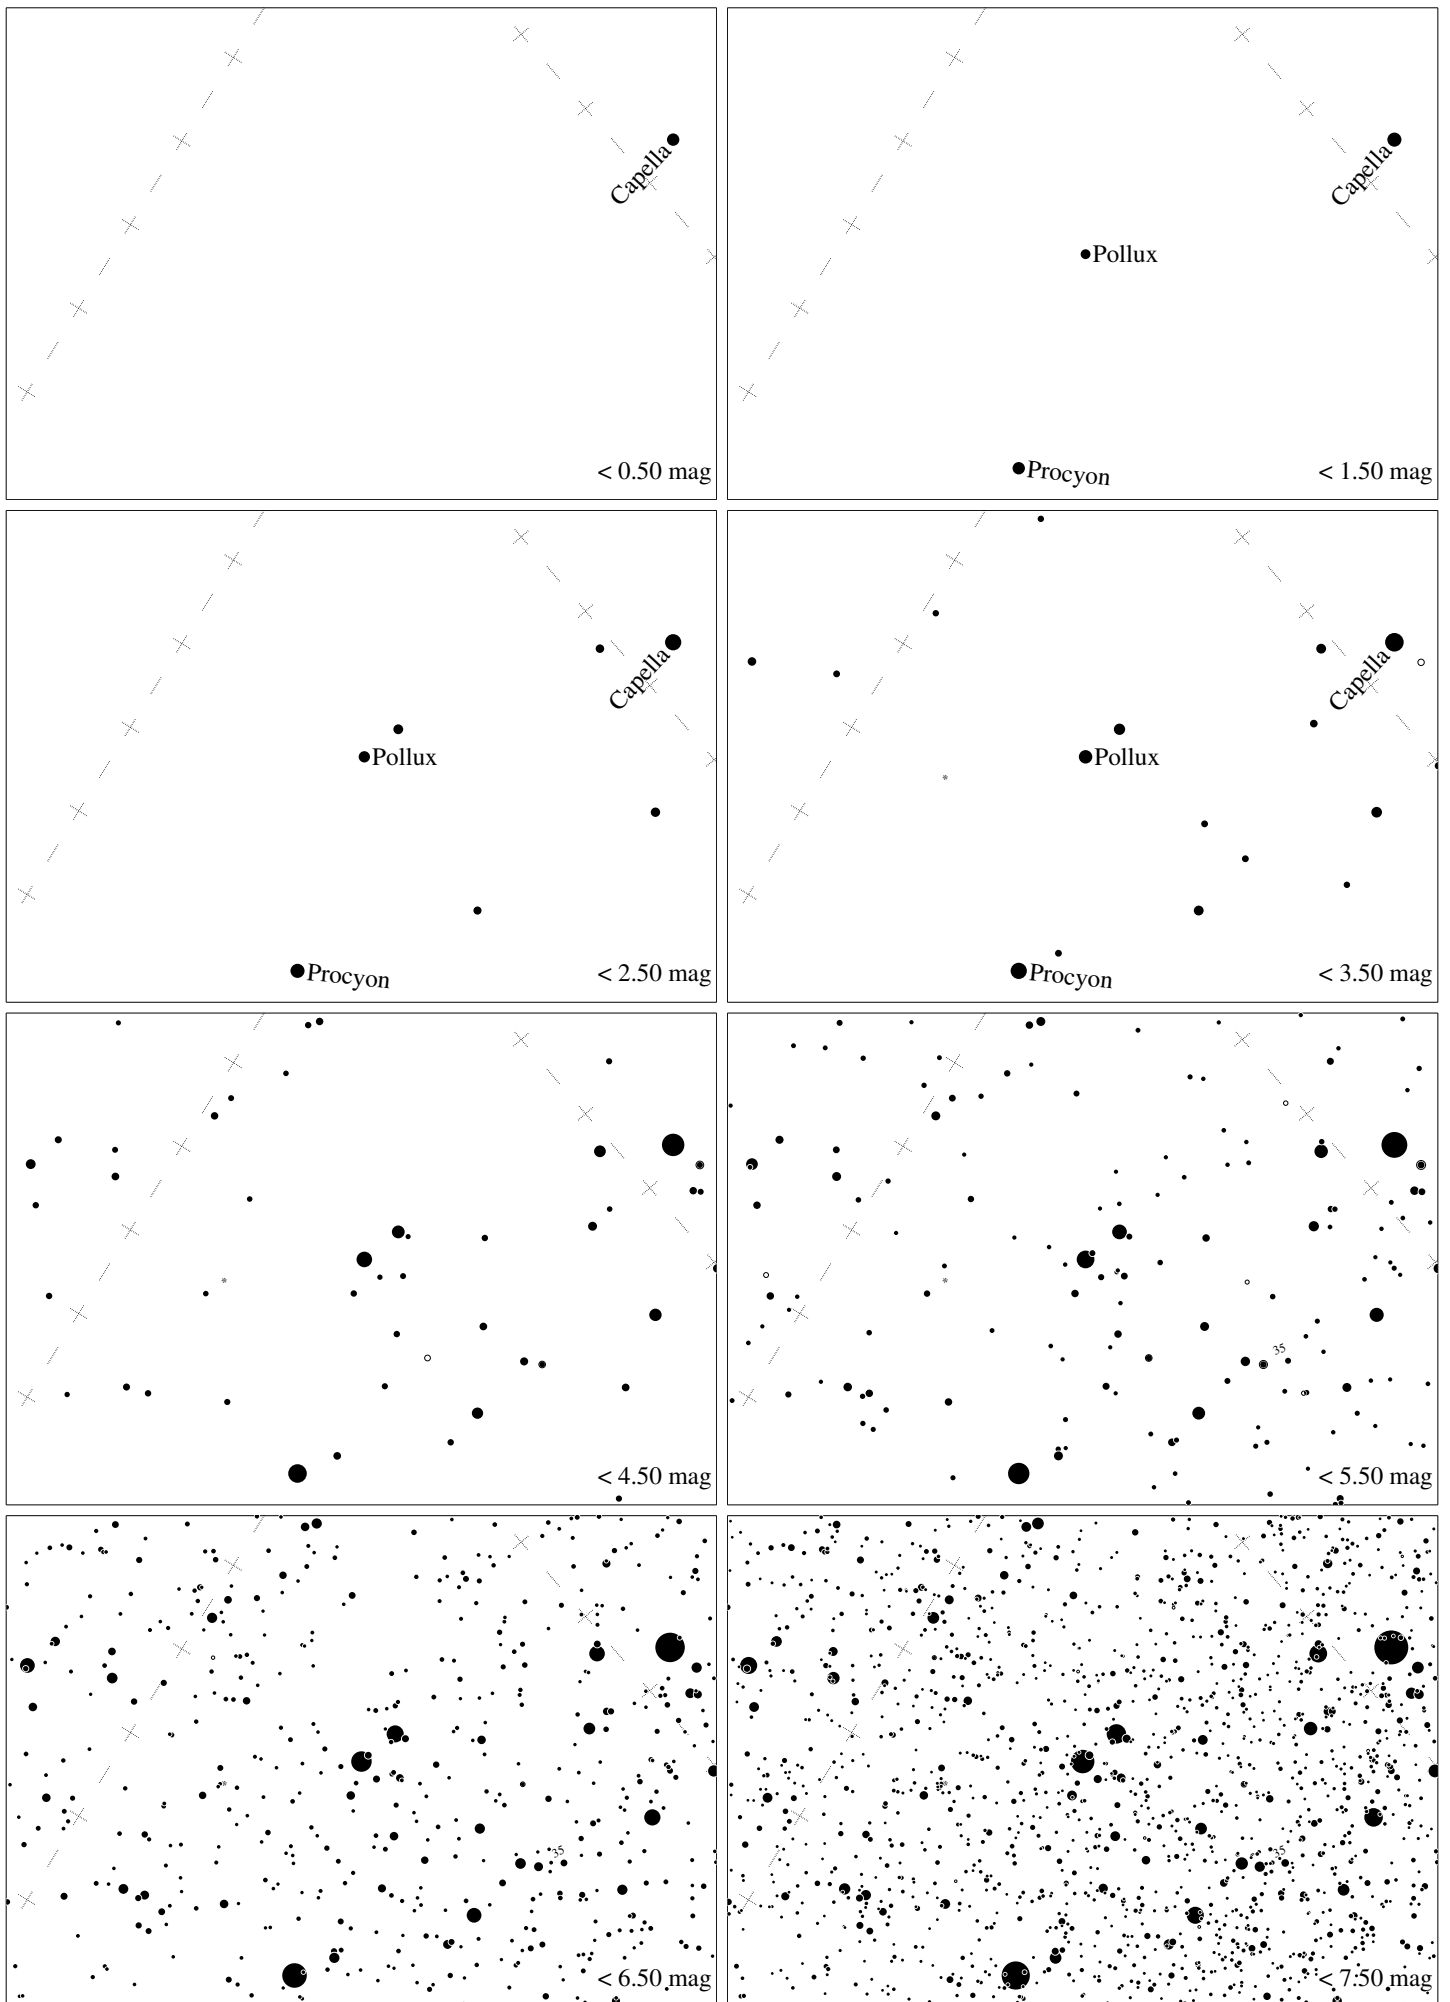 Capella
< 0.50 mag
Capella
Pollux
Procyon
< 1.50 mag
Capella
Pollux
Procyon
< 2.50 mag
Capella
Pollux
Procyon
< 3.50 mag
< 4.50 mag
35
< 5.50 mag
35
< 6.50 mag
35
< 7.50 mag